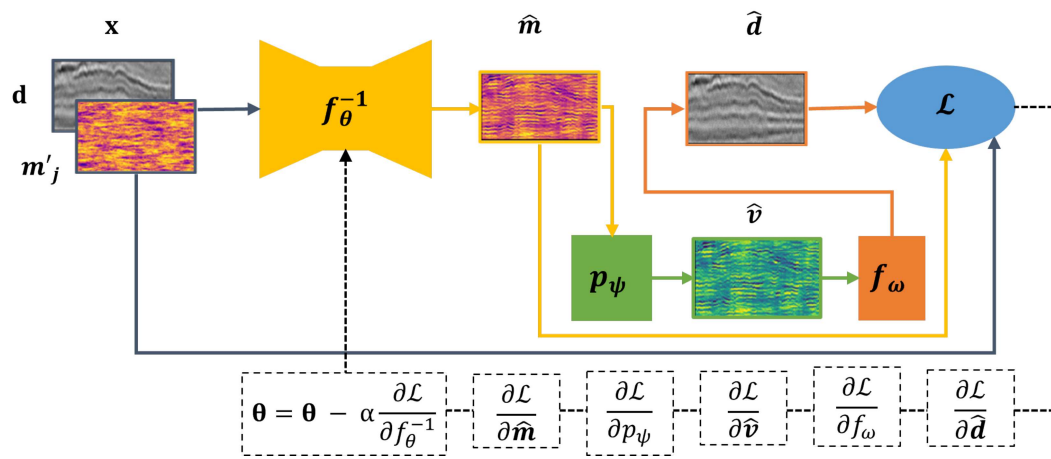 x
m̂
d̂
d
f_θ^{-1}
ℒ
m'_j
v̂
p_ψ
f_ω
θ = θ − α ∂ℒ/∂f_θ^{-1}
∂ℒ/∂m̂
∂ℒ/∂p_ψ
∂ℒ/∂v̂
∂ℒ/∂f_ω
∂ℒ/∂d̂